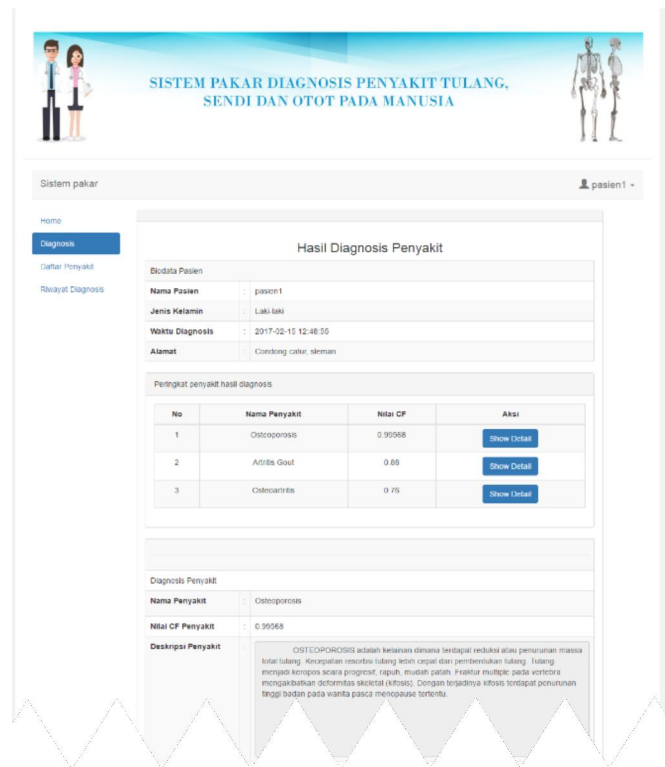 SISTEM PAKAR DIAGNOSIS PENYAKIT TULANG,
SENDI DAN OTOT PADA MANUSIA
Sistem pakar
pasien1
Home
Diagnosis
Daftar Penyakit
Riwayat Diagnosis
Hasil Diagnosis Penyakit
Biodata Pasien
Nama Pasien : pasien1
Jenis Kelamin : Laki-laki
Waktu Diagnosis : 2017-02-15 12:48:55
Alamat : Condong catur, sleman
Peringkat penyakit hasil diagnosis
No Nama Penyakit Nilai CF Aksi
1 Osteoporosis 0.99568 Show Detail
2 Artritis Gout 0.88 Show Detail
3 Osteoartritis 0.76 Show Detail
Diagnosis Penyakit
Nama Penyakit : Osteoporosis
Nilai CF Penyakit : 0.99568
Deskripsi Penyakit :
OSTEOPOROSIS adalah kelainan dimana terdapat reduksi atau penurunan massa
total tulang. Kecepatan resorbsi tulang lebih cepat dari pembentukan tulang. Tulang
menjadi keropos scara progresif, rapuh, mudah patah. Fraktur multiple pada vertebra
mengakibatkan deformitas skeletal (kifosis). Dengan terjadinya kifosis terdapat penurunan
tinggi badan pada wanita pasca menopause tertentu.